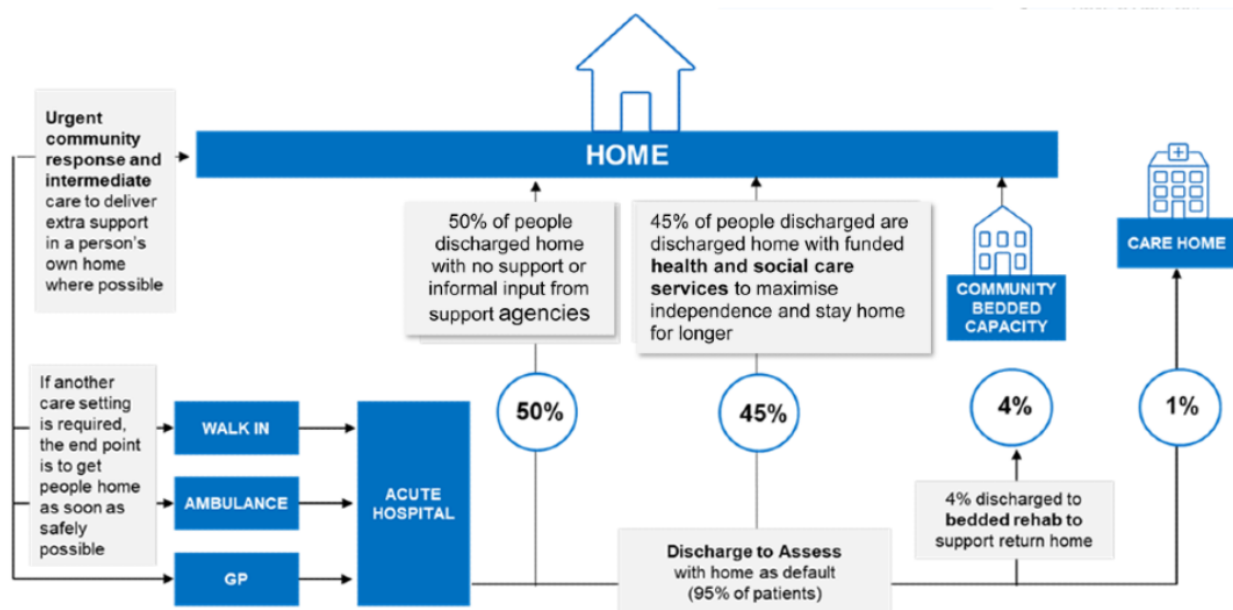 HOME
Urgent
community
response and
intermediate
care to deliver
extra support
in a person's
own home
where possible
50% of people
discharged home
with no support or
informal input from
support agencies
45% of people discharged are
discharged home with funded
health and social care
services to maximise
independence and stay home
for longer
COMMUNITY
BEDDED
CAPACITY
CARE HOME
If another
care setting
is required,
the end point
is to get
people home
as soon as
safely
possible
WALK IN
AMBULANCE
GP
ACUTE
HOSPITAL
50%
45%
4%
1%
Discharge to Assess
with home as default
(95% of patients)
4% discharged to
bedded rehab to
support return home